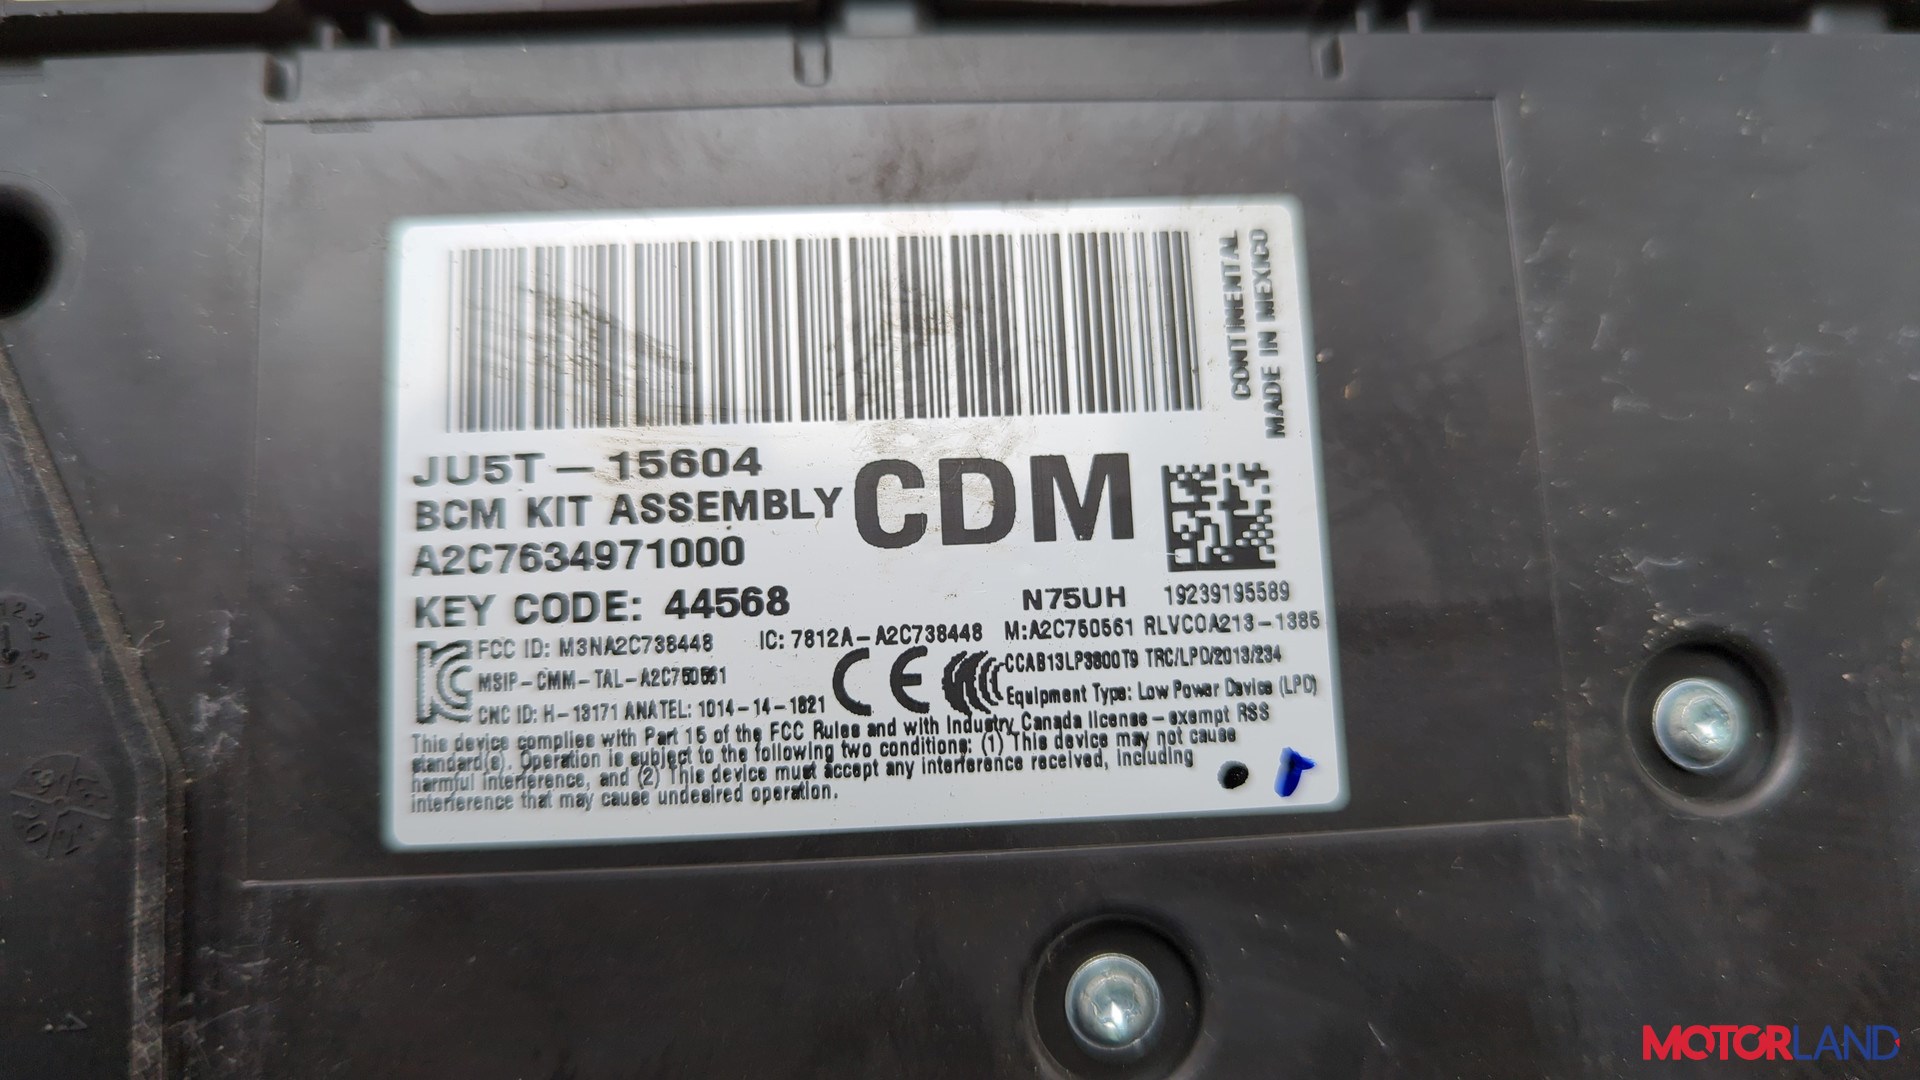 CONTINENTAL
MADE IN MEXICO
JU5T-15604
BCM KIT ASSEMBLY
CDM
A2C7634971000
KEY CODE: 44568
N75UH 19239195589
FCC ID: M3NA2C738448 IC: 7812A-A2C738448 M:A2C750561 RLVCOA213-1385
MSIP-CMM-TAL-A2C750561 CE CCAB13LP3800T9 TRC/LPD/2013/234
CNC ID: H-13171 ANATEL: 1014-14-1821 Equipment Type: Low Power Device (LPD)
This device complies with Part 15 of the FCC Rules and with Industry Canada license-exempt RSS
standard(s). Operation is subject to the following two conditions: (1) This device may not cause
harmful interference, and (2) This device must accept any interference received, including
interference that may cause undesired operation.
MOTORLAND